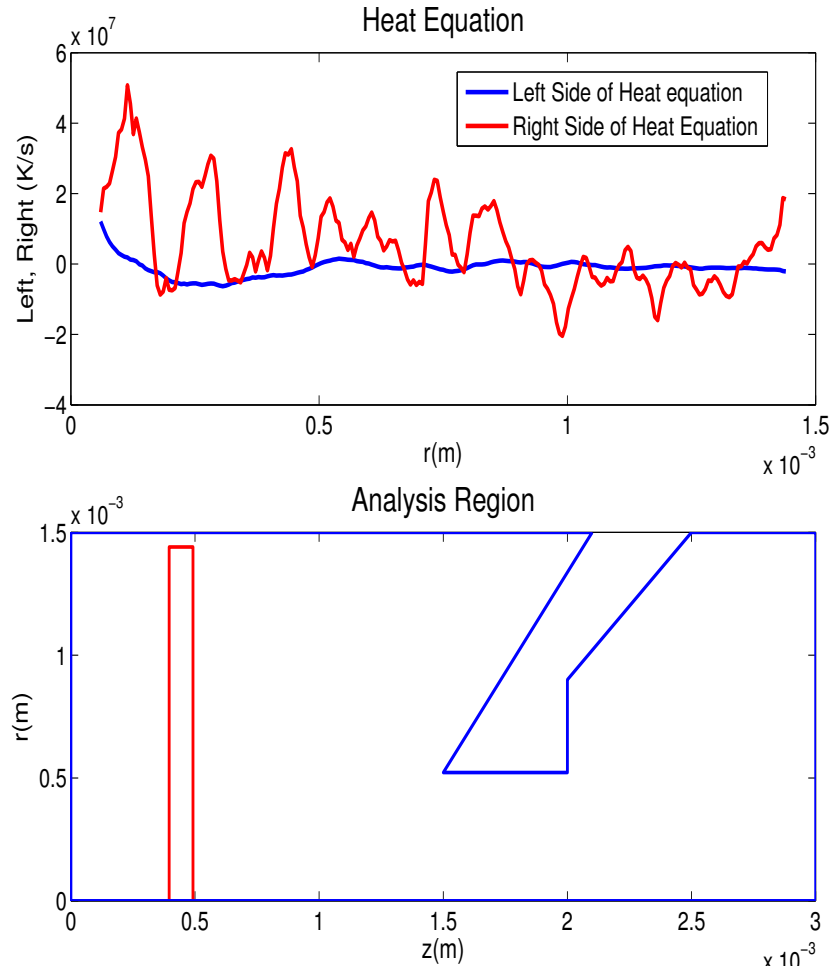 Heat Equation
x 10⁷
6
4
2
0
−2
−4
Left, Right (K/s)
Left Side of Heat equation
Right Side of Heat Equation
0 0.5 1 1.5
r(m)
x 10⁻³
Analysis Region
x 10⁻³
1.5
1
0.5
0
r(m)
0 0.5 1 1.5 2 2.5 3
z(m)
x 10⁻³